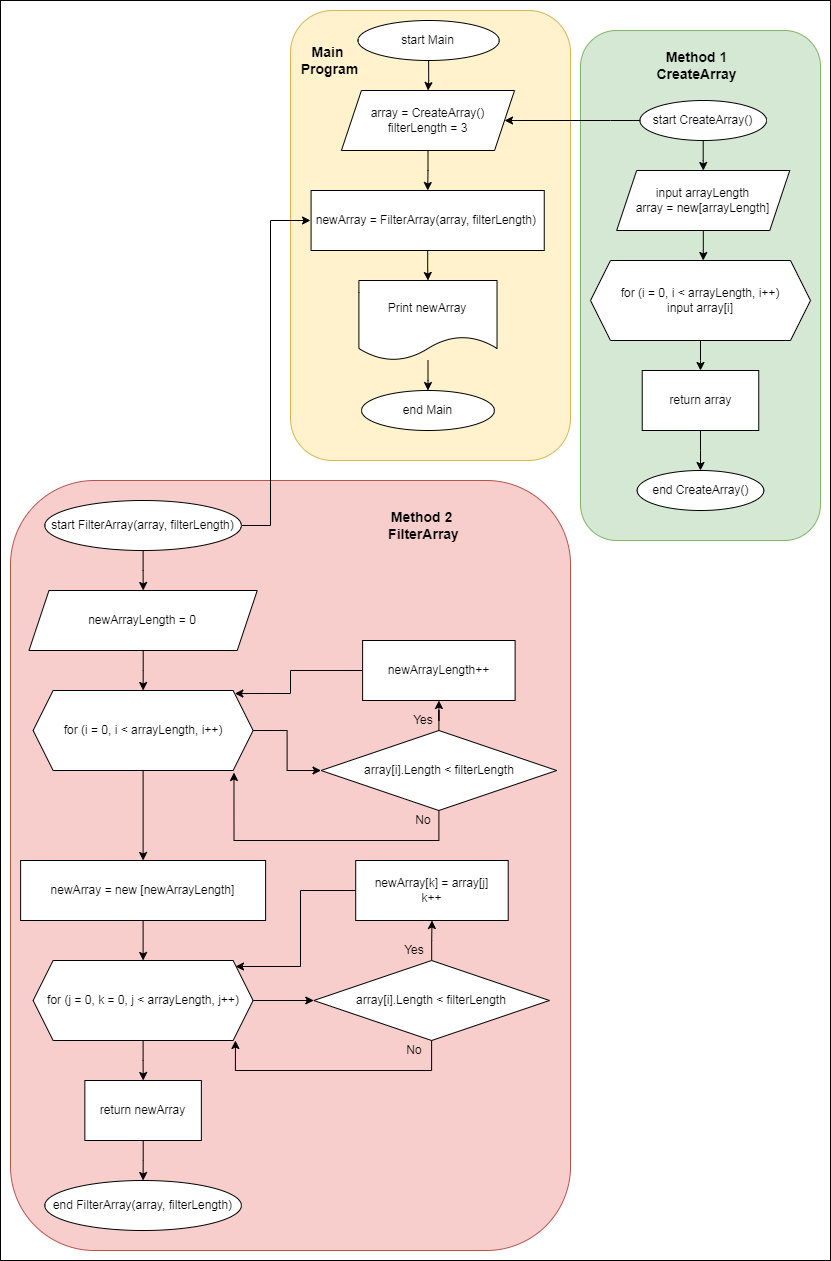 Main
Program
start Main
array = CreateArray()
filterLength = 3
newArray = FilterArray(array, filterLength)
Print newArray
end Main
Method 1
CreateArray
start CreateArray()
input arrayLength
array = new[arrayLength]
for (i = 0, i < arrayLength, i++)
input array[i]
return array
end CreateArray()
Method 2
FilterArray
start FilterArray(array, filterLength)
newArrayLength = 0
newArrayLength++
Yes
for (i = 0, i < arrayLength, i++)
array[i].Length < filterLength
No
newArray = new [newArrayLength]
newArray[k] = array[j]
k++
Yes
for (j = 0, k = 0, j < arrayLength, j++)
array[i].Length < filterLength
No
return newArray
end FilterArray(array, filterLength)